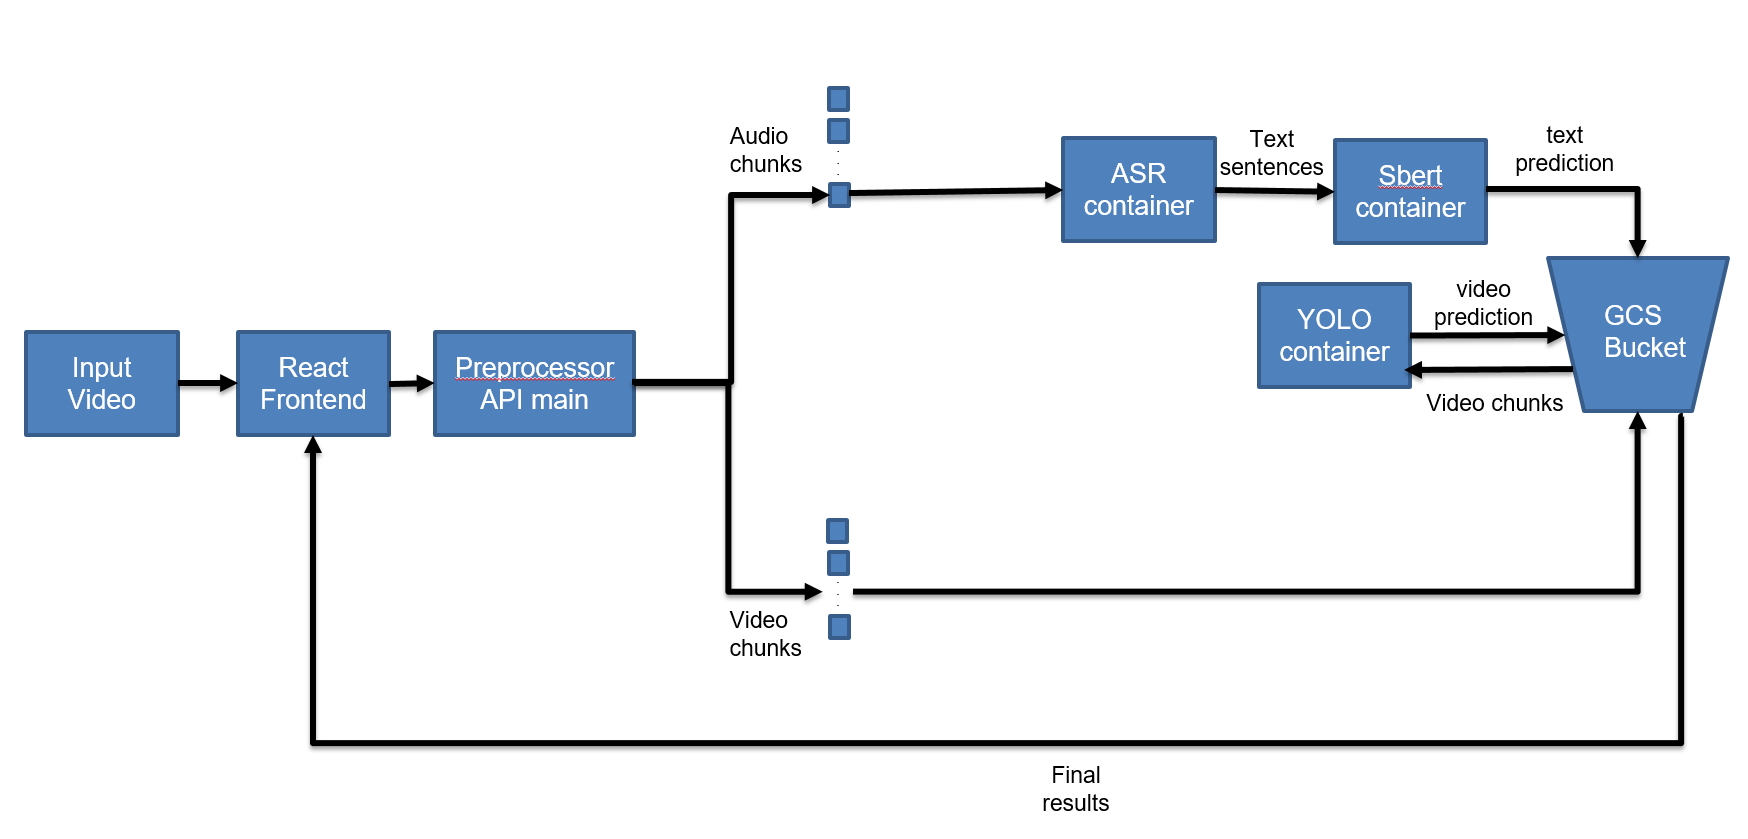 Audio
chunks
ASR
container
Text
sentences
Sbert
container
text
prediction
Input
Video
React
Frontend
Preprocessor
API main
YOLO
container
video
prediction
Video chunks
GCS
Bucket
Video
chunks
Final
results